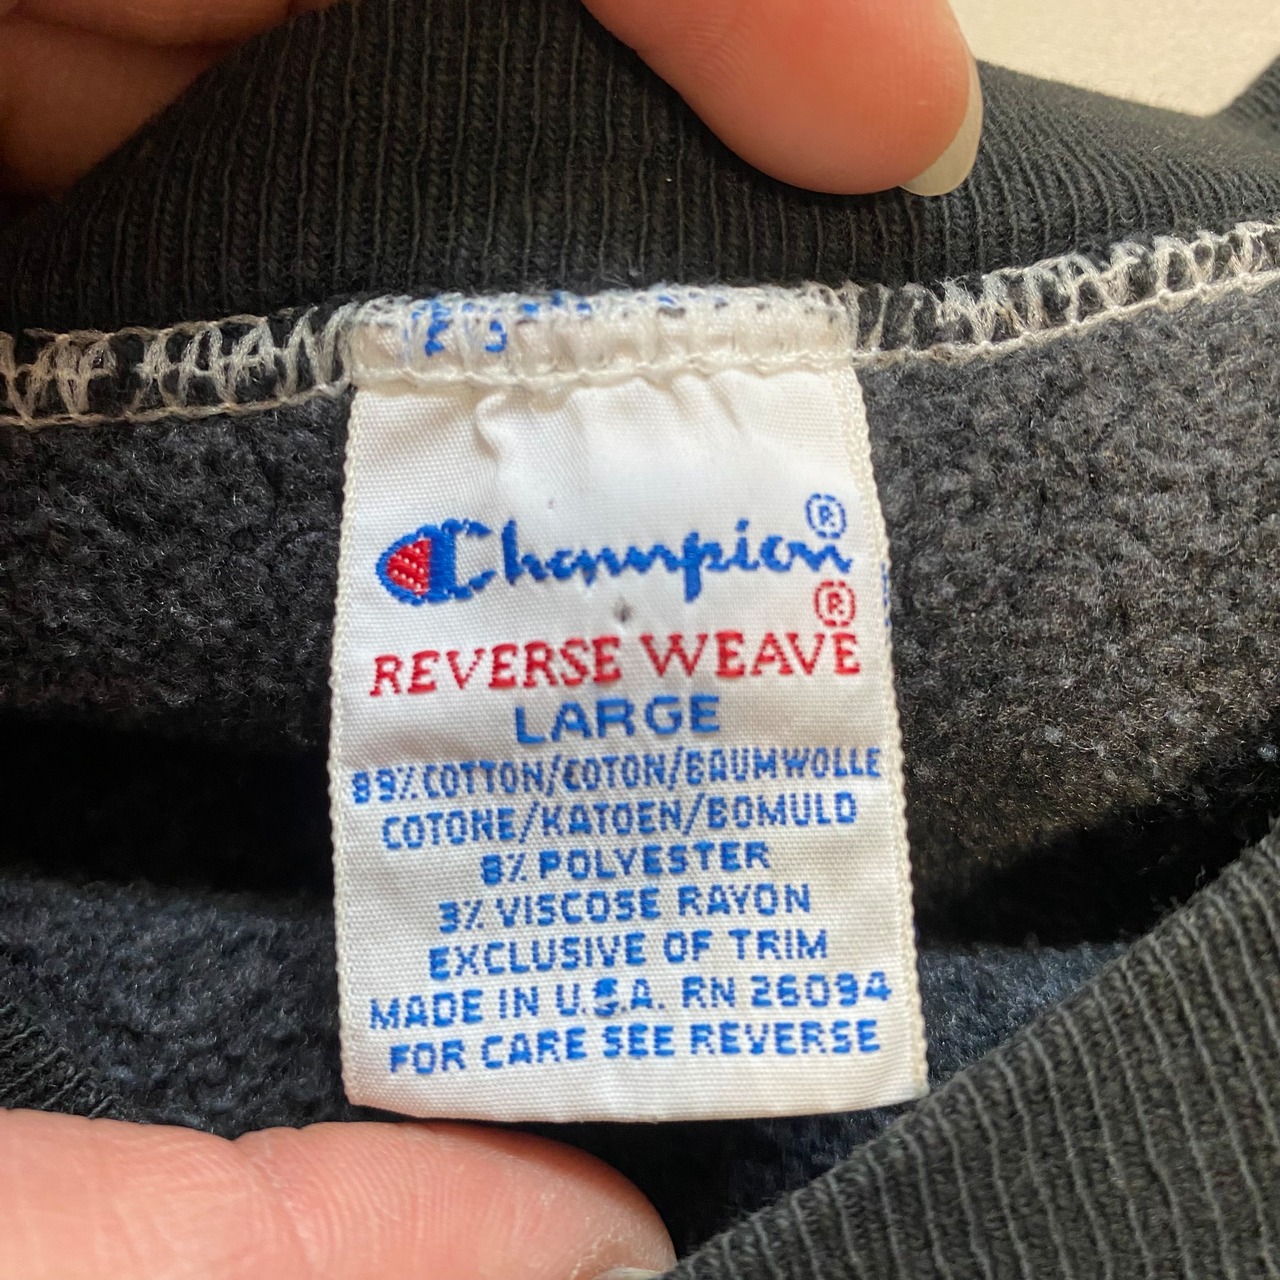 Champion®
REVERSE WEAVE®
LARGE
89% COTTON/COTON/BAUMWOLLE
COTONE/KATOEN/BOMULD
8% POLYESTER
3% VISCOSE RAYON
EXCLUSIVE OF TRIM
MADE IN U.S.A. RN 26094
FOR CARE SEE REVERSE